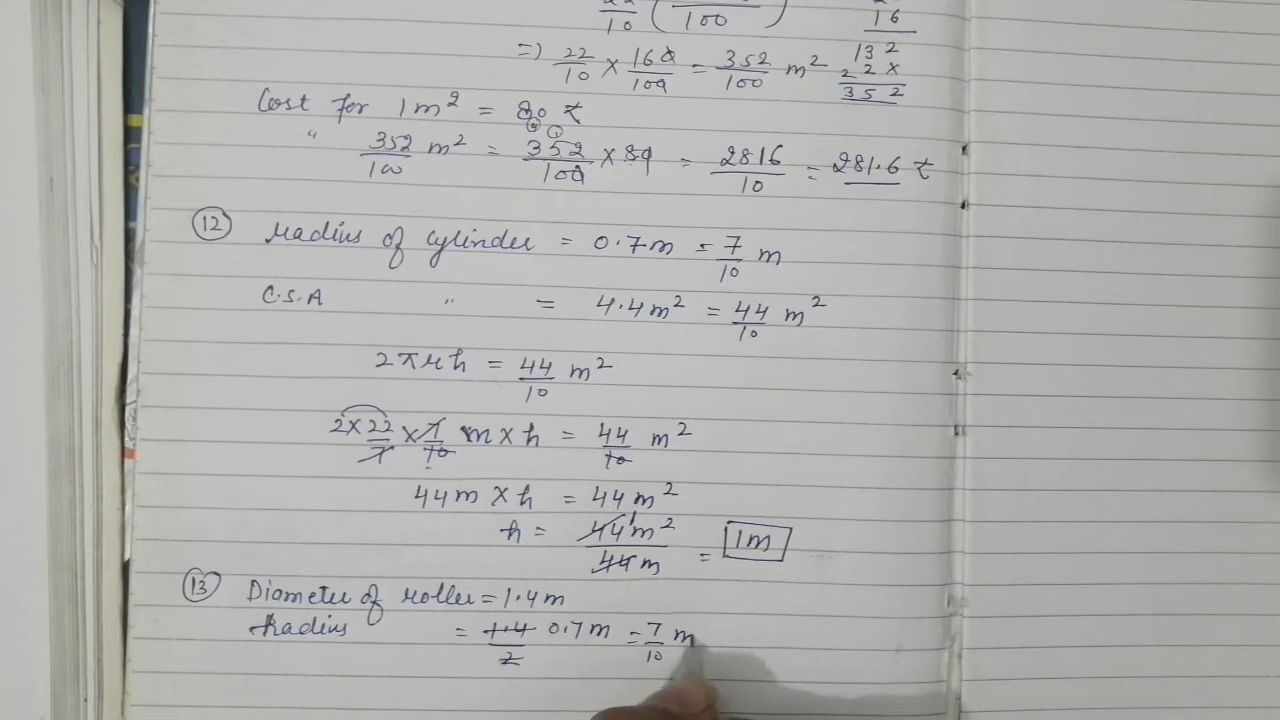 10 ( 100 ) 16
=) 22/10 × 160/100 = 352/100 m² 132
22×
352
Cost for 1m² = 80 ₹
" 352/100 m² = 352/100 × 80 = 2816/10 = 281.6 ₹
(12) radius of cylinder = 0.7m = 7/10 m
C.S.A " = 4.4m² = 44/10 m²
2πrh = 44/10 m²
2×22/7 × 7/10 m × h = 44/10 m²
44m × h = 44m²
h = 44m²/44m = 1m
(13) Diameter of roller = 1.4m
Radius = 1.4/2 0.7m = 7/10 m